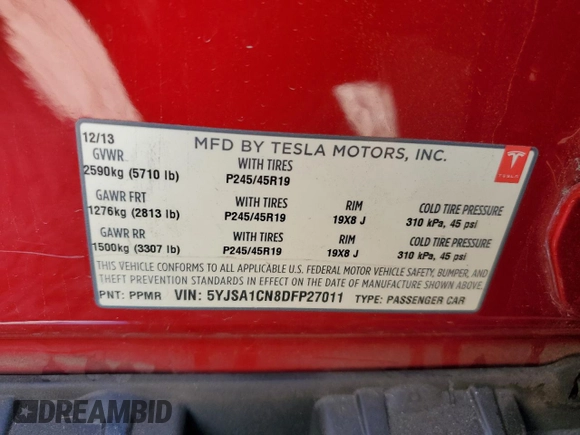 12/13
MFD BY TESLA MOTORS, INC.
TESLA
GVWR WITH TIRES
2590kg (5710 lb) P245/45R19
GAWR FRT WITH TIRES RIM COLD TIRE PRESSURE
1276kg (2813 lb) P245/45R19 19X8 J 310 kPa, 45 psi
GAWR RR WITH TIRES RIM COLD TIRE PRESSURE
1500kg (3307 lb) P245/45R19 19X8 J 310 kPa, 45 psi
THIS VEHICLE CONFORMS TO ALL APPLICABLE U.S. FEDERAL MOTOR VEHICLE SAFETY, BUMPER, AND
THEFT PREVENTION STANDARDS IN EFFECT ON THE DATE OF MANUFACTURE SHOWN ABOVE.
PNT: PPMR VIN: 5YJSA1CN8DFP27011 TYPE: PASSENGER CAR
DREAMBID